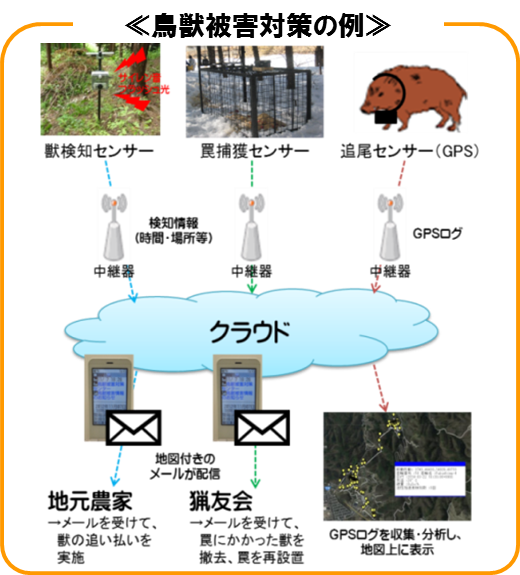 ≪鳥獣被害対策の例≫
サイレン音
フラッシュ光
獣検知センサー
罠捕獲センサー
追尾センサー（GPS）
検知情報
（時間・場所等）
GPSログ
中継器
中継器
中継器
クラウド
地図付きの
メールが配信
地元農家
→メールを受けて、
獣の追い払いを
実施
猟友会
→メールを受けて、
罠にかかった獣を
撤去、罠を再設置
GPSログを収集・分析し、
地図上に表示